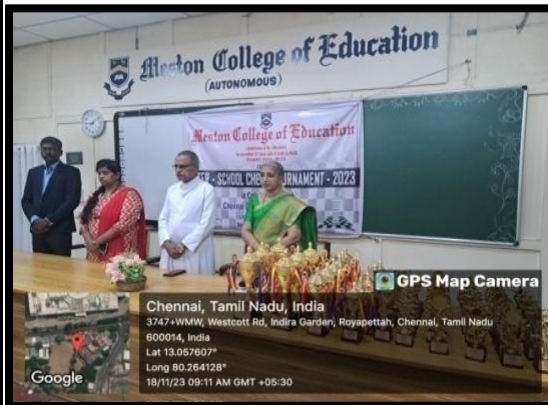 Meston College of Education
(AUTONOMOUS)
Meston College of Education
TER - SCHOOL CHESS TOURNAMENT - 2023
Chennai
GPS Map Camera
Chennai, Tamil Nadu, India
3747+WMW, Westcott Rd, Indira Garden, Royapettah, Chennai, Tamil Nadu
600014, India
Lat 13.057607°
Long 80.264128°
18/11/23 09:11 AM GMT +05:30
Google